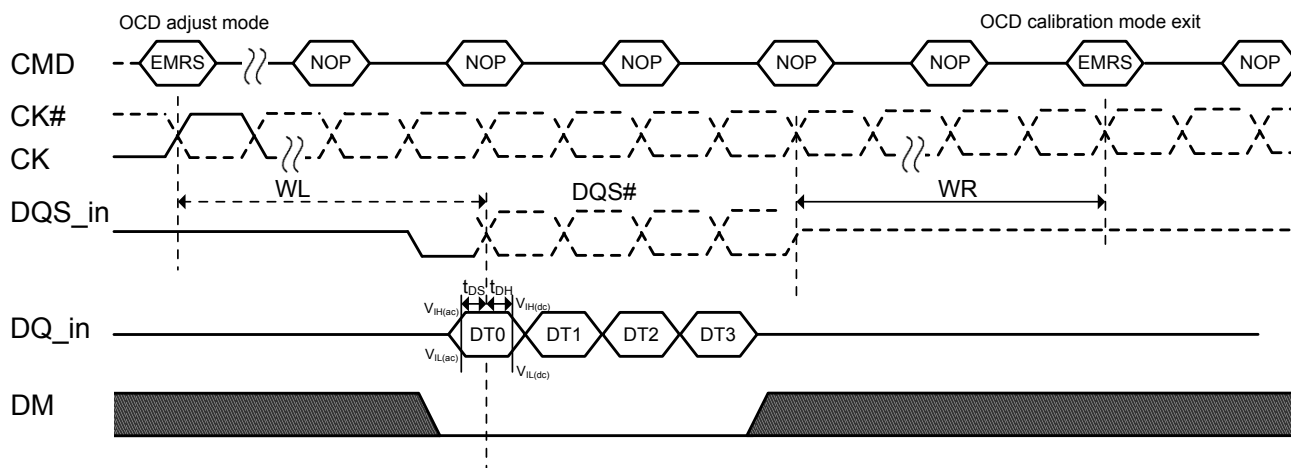 OCD adjust mode
OCD calibration mode exit
CMD
EMRS
NOP
NOP
NOP
NOP
NOP
EMRS
NOP
CK#
CK
WL
DQS#
WR
DQS_in
tDS
tDH
VIH(ac)
VIH(dc)
DQ_in
DT0
DT1
DT2
DT3
VIL(ac)
VIL(dc)
DM